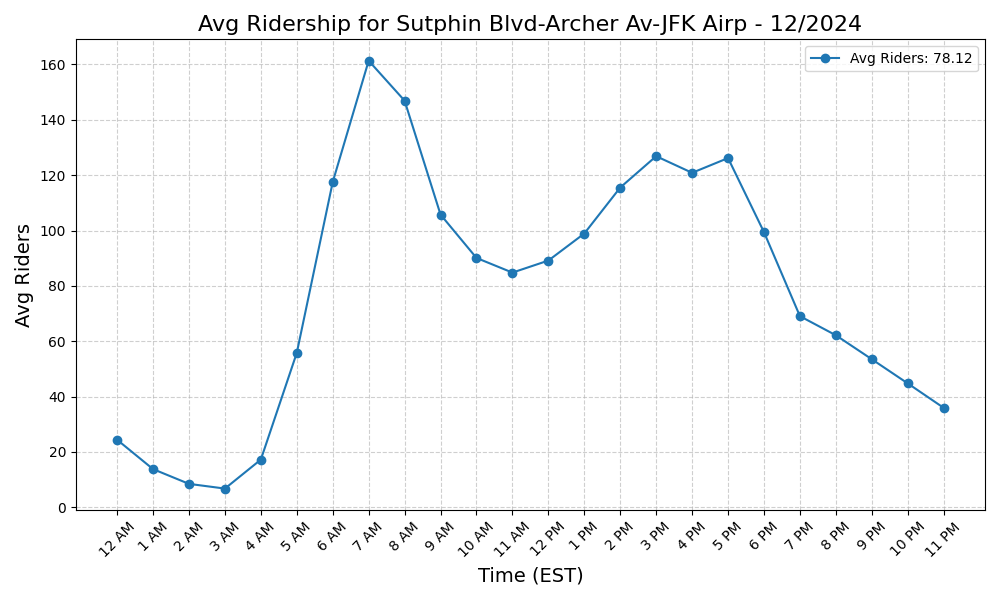 Avg Ridership for Sutphin Blvd-Archer Av-JFK Airp - 12/2024
Avg Riders: 78.12
Avg Riders
160
140
120
100
80
60
40
20
0
12 AM
1 AM
2 AM
3 AM
4 AM
5 AM
6 AM
7 AM
8 AM
9 AM
10 AM
11 AM
12 PM
1 PM
2 PM
3 PM
4 PM
5 PM
6 PM
7 PM
8 PM
9 PM
10 PM
11 PM
Time (EST)